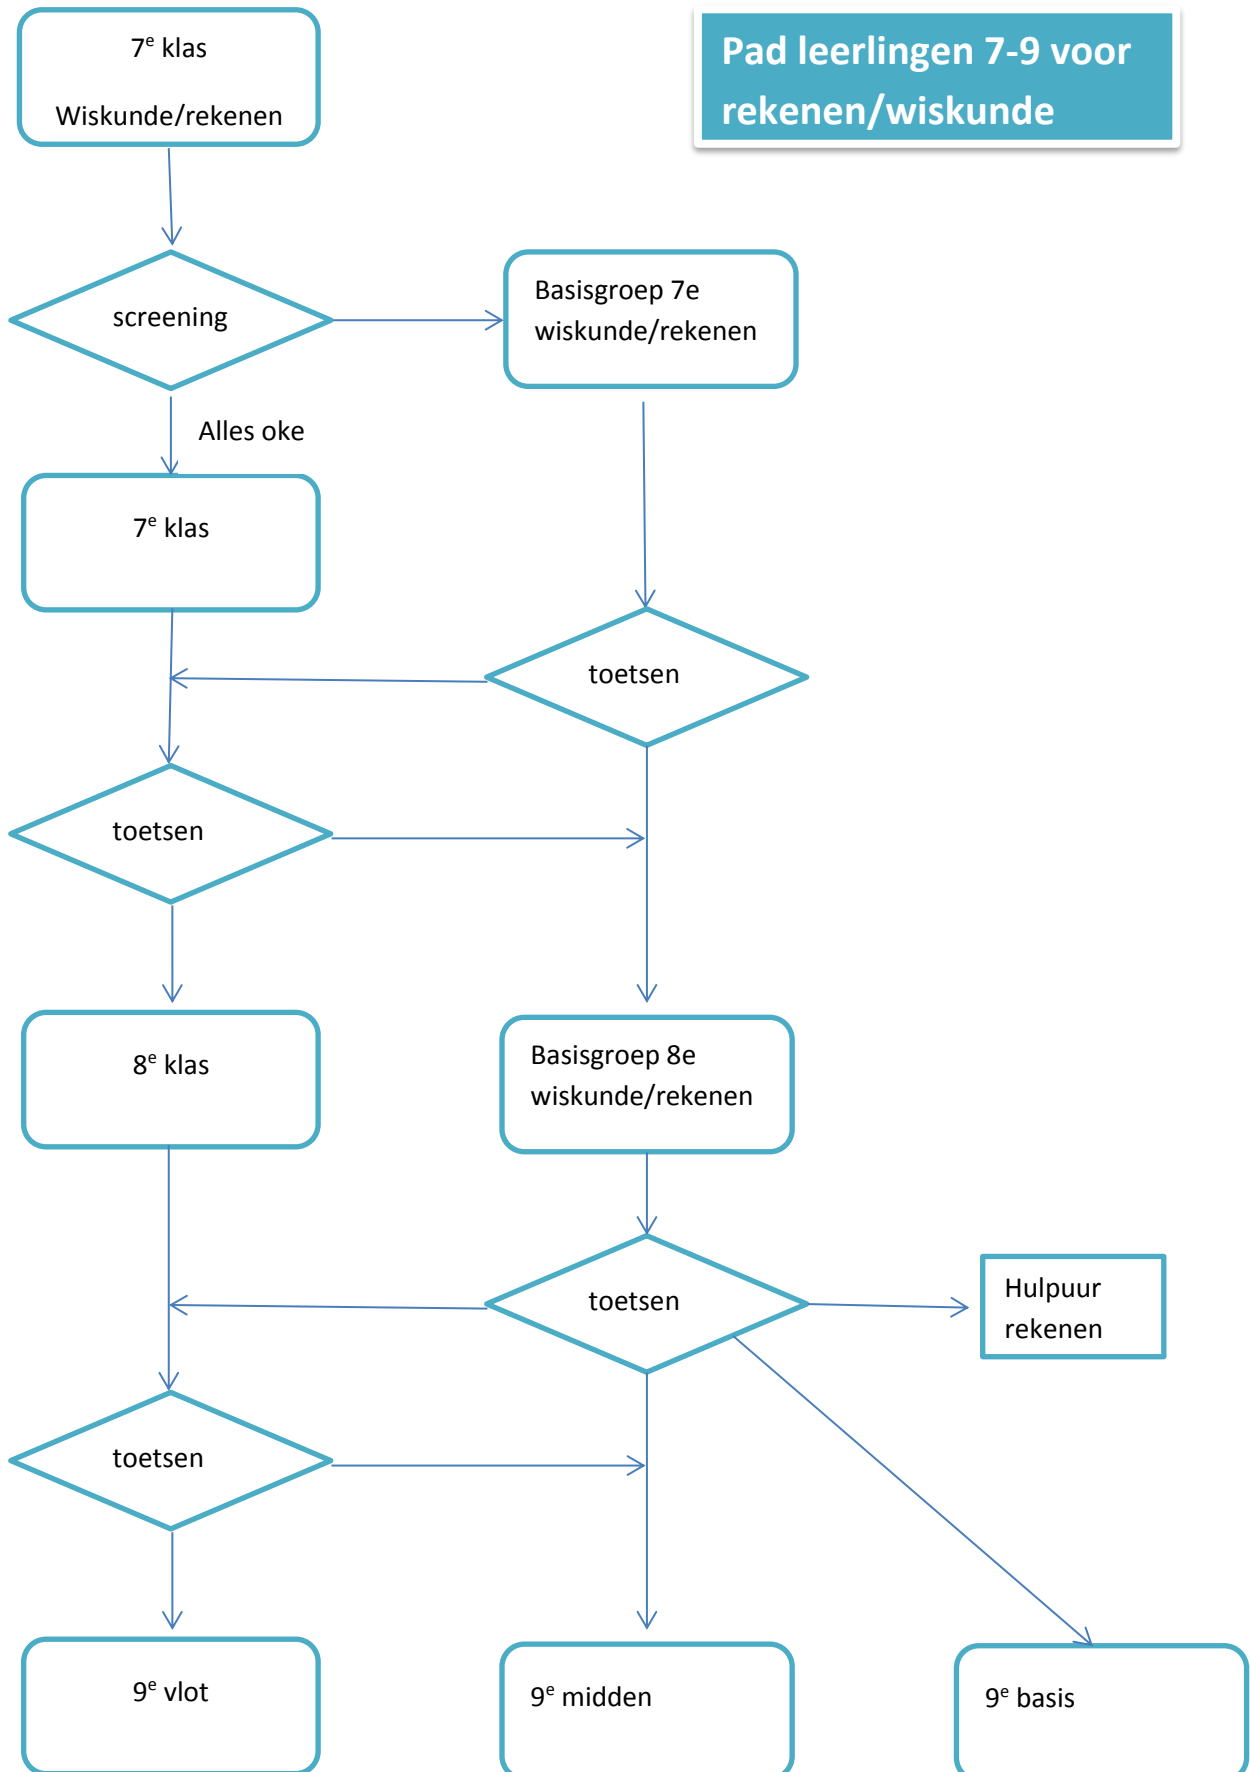 7e klas
Wiskunde/rekenen
Pad leerlingen 7-9 voor
rekenen/wiskunde
screening
Basisgroep 7e
wiskunde/rekenen
Alles oke
7e klas
toetsen
toetsen
8e klas
Basisgroep 8e
wiskunde/rekenen
toetsen
Hulpuur
rekenen
toetsen
9e vlot
9e midden
9e basis